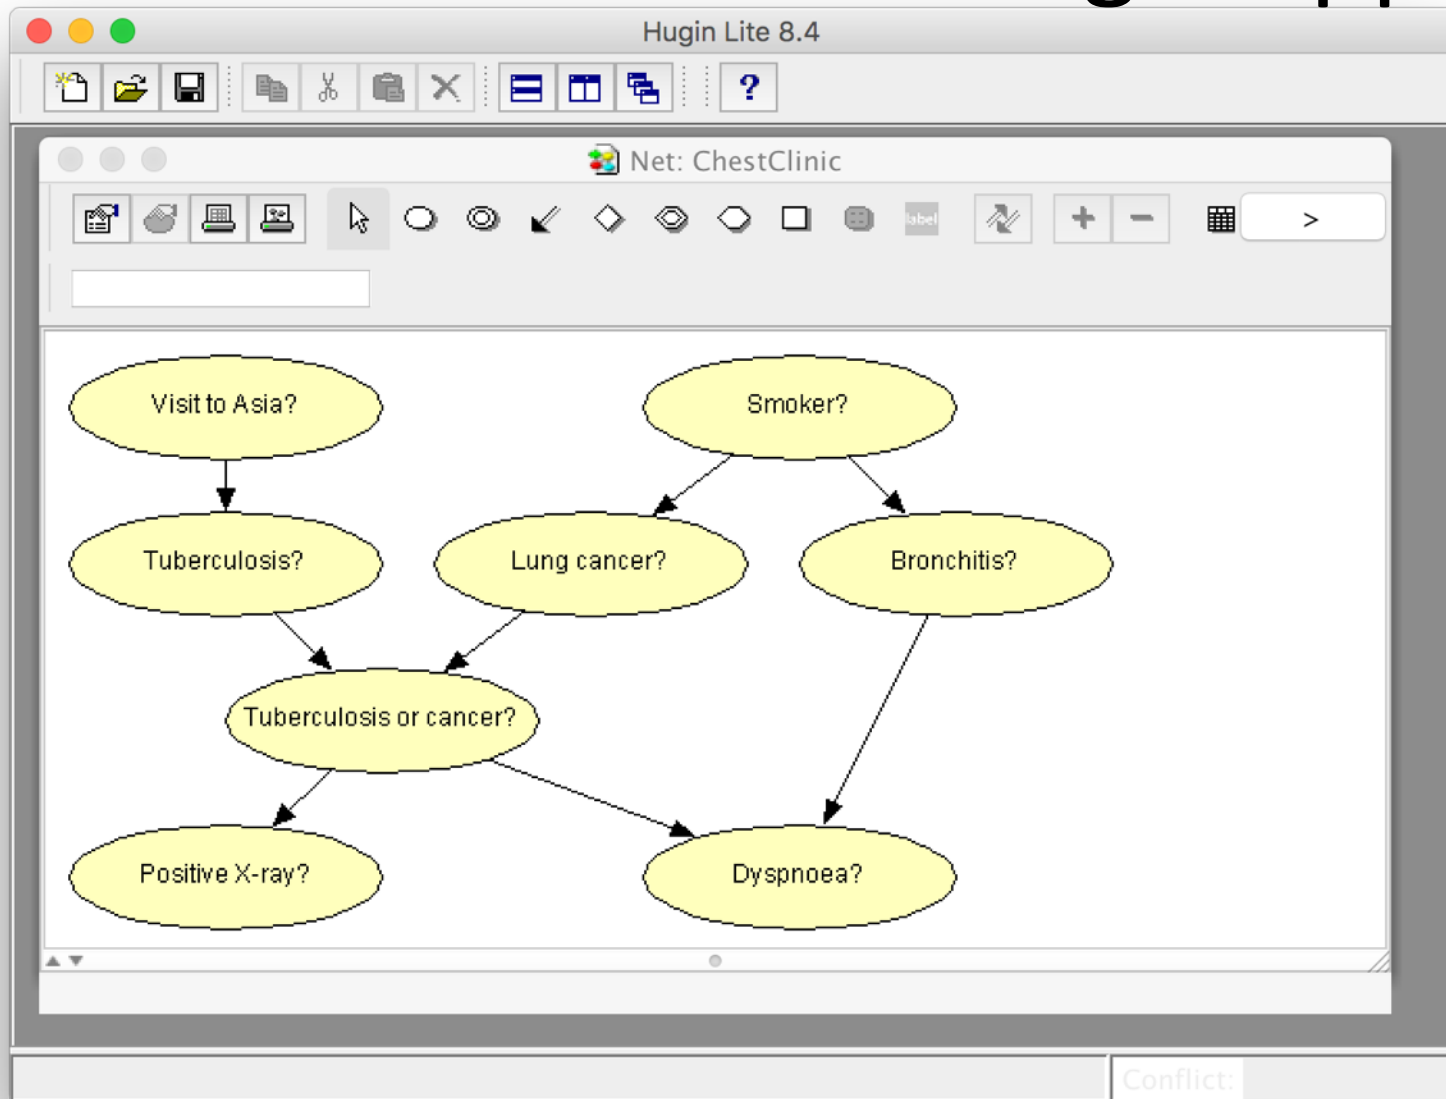 Hugin Lite 8.4
?
Net: ChestClinic
label
+ −
>
Visit to Asia?
Smoker?
Tuberculosis?
Lung cancer?
Bronchitis?
Tuberculosis or cancer?
Positive X-ray?
Dyspnoea?
Conflict: